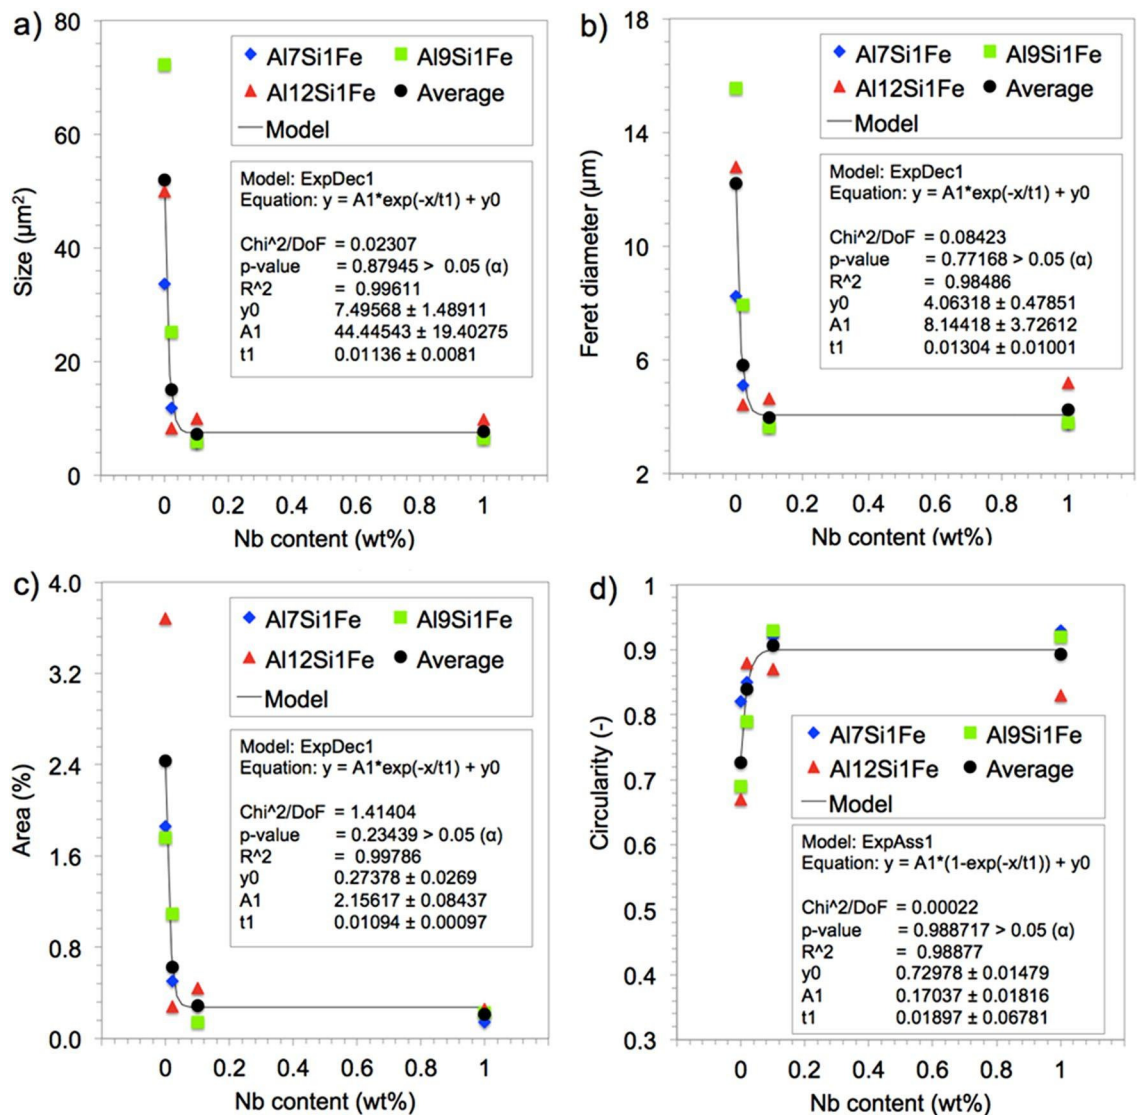 a)
80
60
40
20
0
Size (µm²)
Al7Si1Fe Al9Si1Fe
Al12Si1Fe Average
Model
Model: ExpDec1
Equation: y = A1*exp(-x/t1) + y0
Chi^2/DoF = 0.02307
p-value = 0.87945 > 0.05 (α)
R^2 = 0.99611
y0 7.49568 ± 1.48911
A1 44.44543 ± 19.40275
t1 0.01136 ± 0.0081
0 0.2 0.4 0.6 0.8 1
Nb content (wt%)
b)
18
14
10
6
2
Feret diameter (µm)
Al7Si1Fe Al9Si1Fe
Al12Si1Fe Average
Model
Model: ExpDec1
Equation: y = A1*exp(-x/t1) + y0
Chi^2/DoF = 0.08423
p-value = 0.77168 > 0.05 (α)
R^2 = 0.98486
y0 4.06318 ± 0.47851
A1 8.14418 ± 3.72612
t1 0.01304 ± 0.01001
0 0.2 0.4 0.6 0.8 1
Nb content (wt%)
c)
4.0
3.2
2.4
1.6
0.8
0.0
Area (%)
Al7Si1Fe Al9Si1Fe
Al12Si1Fe Average
Model
Model: ExpDec1
Equation: y = A1*exp(-x/t1) + y0
Chi^2/DoF = 1.41404
p-value = 0.23439 > 0.05 (α)
R^2 = 0.99786
y0 0.27378 ± 0.0269
A1 2.15617 ± 0.08437
t1 0.01094 ± 0.00097
0 0.2 0.4 0.6 0.8 1
Nb content (wt%)
d)
1
0.9
0.8
0.7
0.6
0.5
0.4
0.3
Circularity (-)
Al7Si1Fe Al9Si1Fe
Al12Si1Fe Average
Model
Model: ExpAss1
Equation: y = A1*(1-exp(-x/t1)) + y0
Chi^2/DoF = 0.00022
p-value = 0.988717 > 0.05 (α)
R^2 = 0.98877
y0 0.72978 ± 0.01479
A1 0.17037 ± 0.01816
t1 0.01897 ± 0.06781
0 0.2 0.4 0.6 0.8 1
Nb content (wt%)